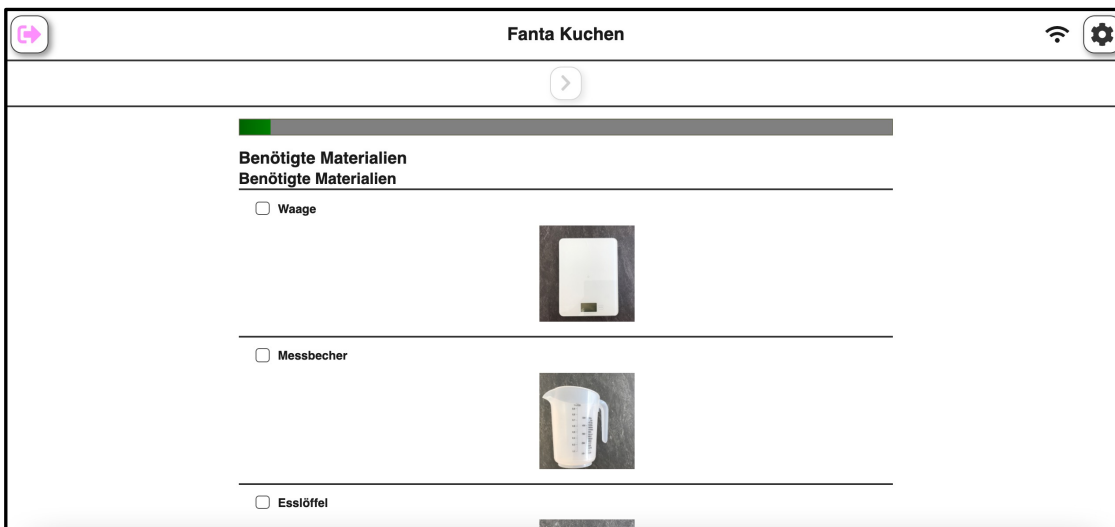 Fanta Kuchen
Benötigte Materialien
Benötigte Materialien
Waage
Messbecher
Esslöffel